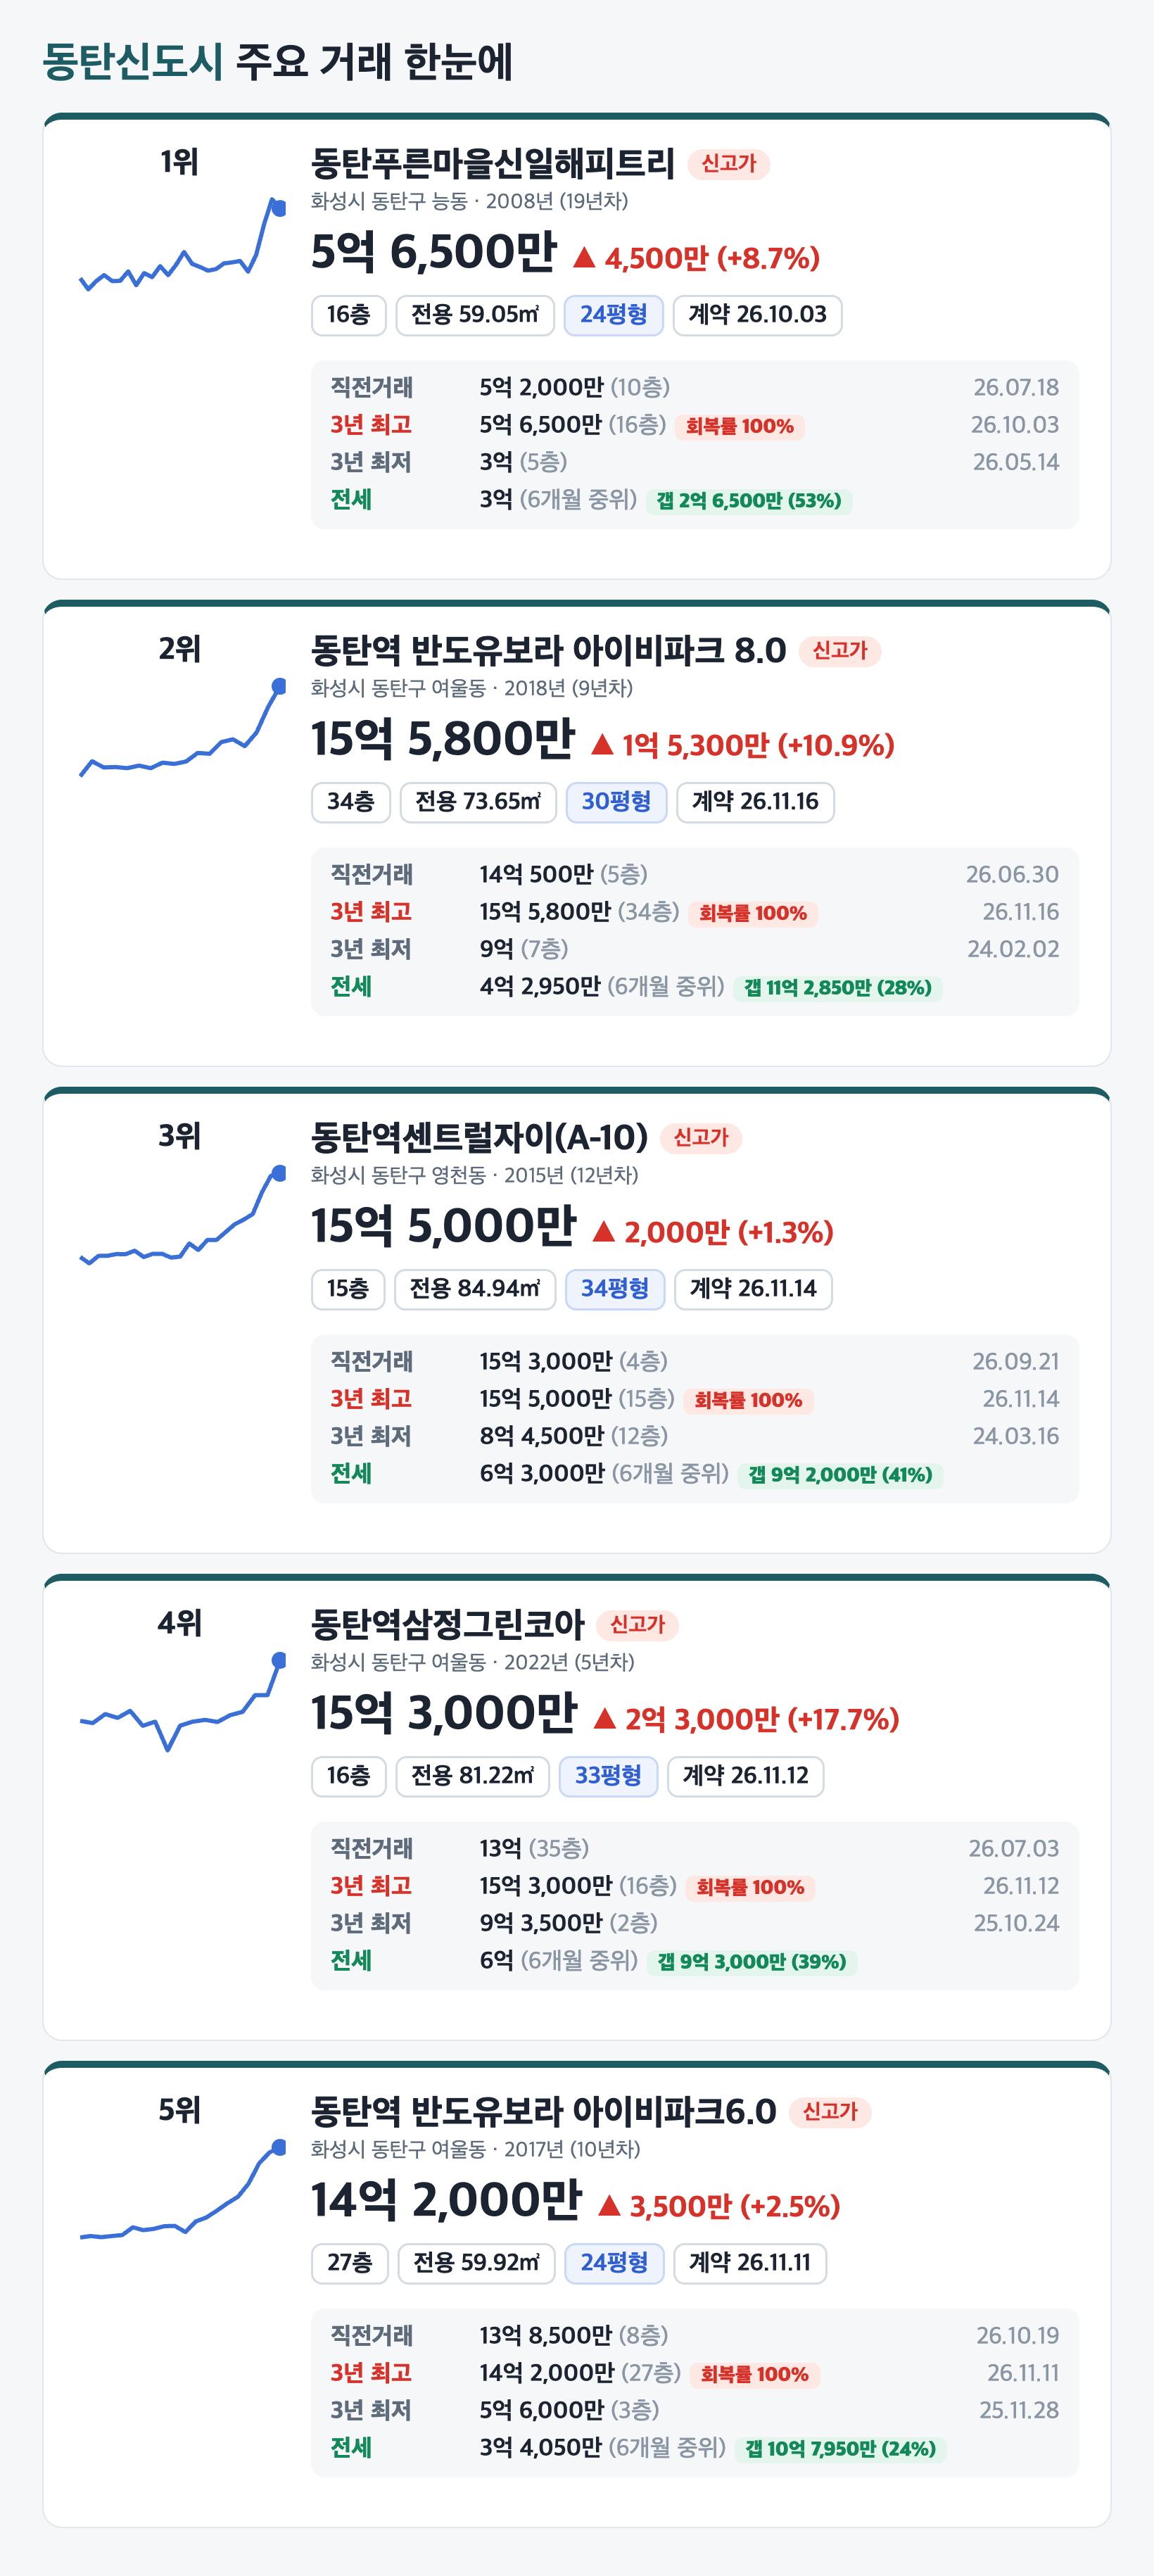 동탄신도시 주요 거래 한눈에
1위
동탄푸른마을신일해피트리 신고가
화성시 동탄구 능동 · 2008년 (19년차)
5억 6,500만 ▲ 4,500만 (+8.7%)
16층 전용 59.05㎡ 24평형 계약 26.10.03
직전거래 5억 2,000만 (10층) 26.07.18
3년 최고 5억 6,500만 (16층) 회복률 100% 26.10.03
3년 최저 3억 (5층) 26.05.14
전세 3억 (6개월 중위) 갭 2억 6,500만 (53%)
2위
동탄역 반도유보라 아이비파크 8.0 신고가
화성시 동탄구 여울동 · 2018년 (9년차)
15억 5,800만 ▲ 1억 5,300만 (+10.9%)
34층 전용 73.65㎡ 30평형 계약 26.11.16
직전거래 14억 500만 (5층) 26.06.30
3년 최고 15억 5,800만 (34층) 회복률 100% 26.11.16
3년 최저 9억 (7층) 24.02.02
전세 4억 2,950만 (6개월 중위) 갭 11억 2,850만 (28%)
3위
동탄역센트럴자이(A-10) 신고가
화성시 동탄구 영천동 · 2015년 (12년차)
15억 5,000만 ▲ 2,000만 (+1.3%)
15층 전용 84.94㎡ 34평형 계약 26.11.14
직전거래 15억 3,000만 (4층) 26.09.21
3년 최고 15억 5,000만 (15층) 회복률 100% 26.11.14
3년 최저 8억 4,500만 (12층) 24.03.16
전세 6억 3,000만 (6개월 중위) 갭 9억 2,000만 (41%)
4위
동탄역삼정그린코아 신고가
화성시 동탄구 여울동 · 2022년 (5년차)
15억 3,000만 ▲ 2억 3,000만 (+17.7%)
16층 전용 81.22㎡ 33평형 계약 26.11.12
직전거래 13억 (35층) 26.07.03
3년 최고 15억 3,000만 (16층) 회복률 100% 26.11.12
3년 최저 9억 3,500만 (2층) 25.10.24
전세 6억 (6개월 중위) 갭 9억 3,000만 (39%)
5위
동탄역 반도유보라 아이비파크6.0 신고가
화성시 동탄구 여울동 · 2017년 (10년차)
14억 2,000만 ▲ 3,500만 (+2.5%)
27층 전용 59.92㎡ 24평형 계약 26.11.11
직전거래 13억 8,500만 (8층) 26.10.19
3년 최고 14억 2,000만 (27층) 회복률 100% 26.11.11
3년 최저 5억 6,000만 (3층) 25.11.28
전세 3억 4,050만 (6개월 중위) 갭 10억 7,950만 (24%)